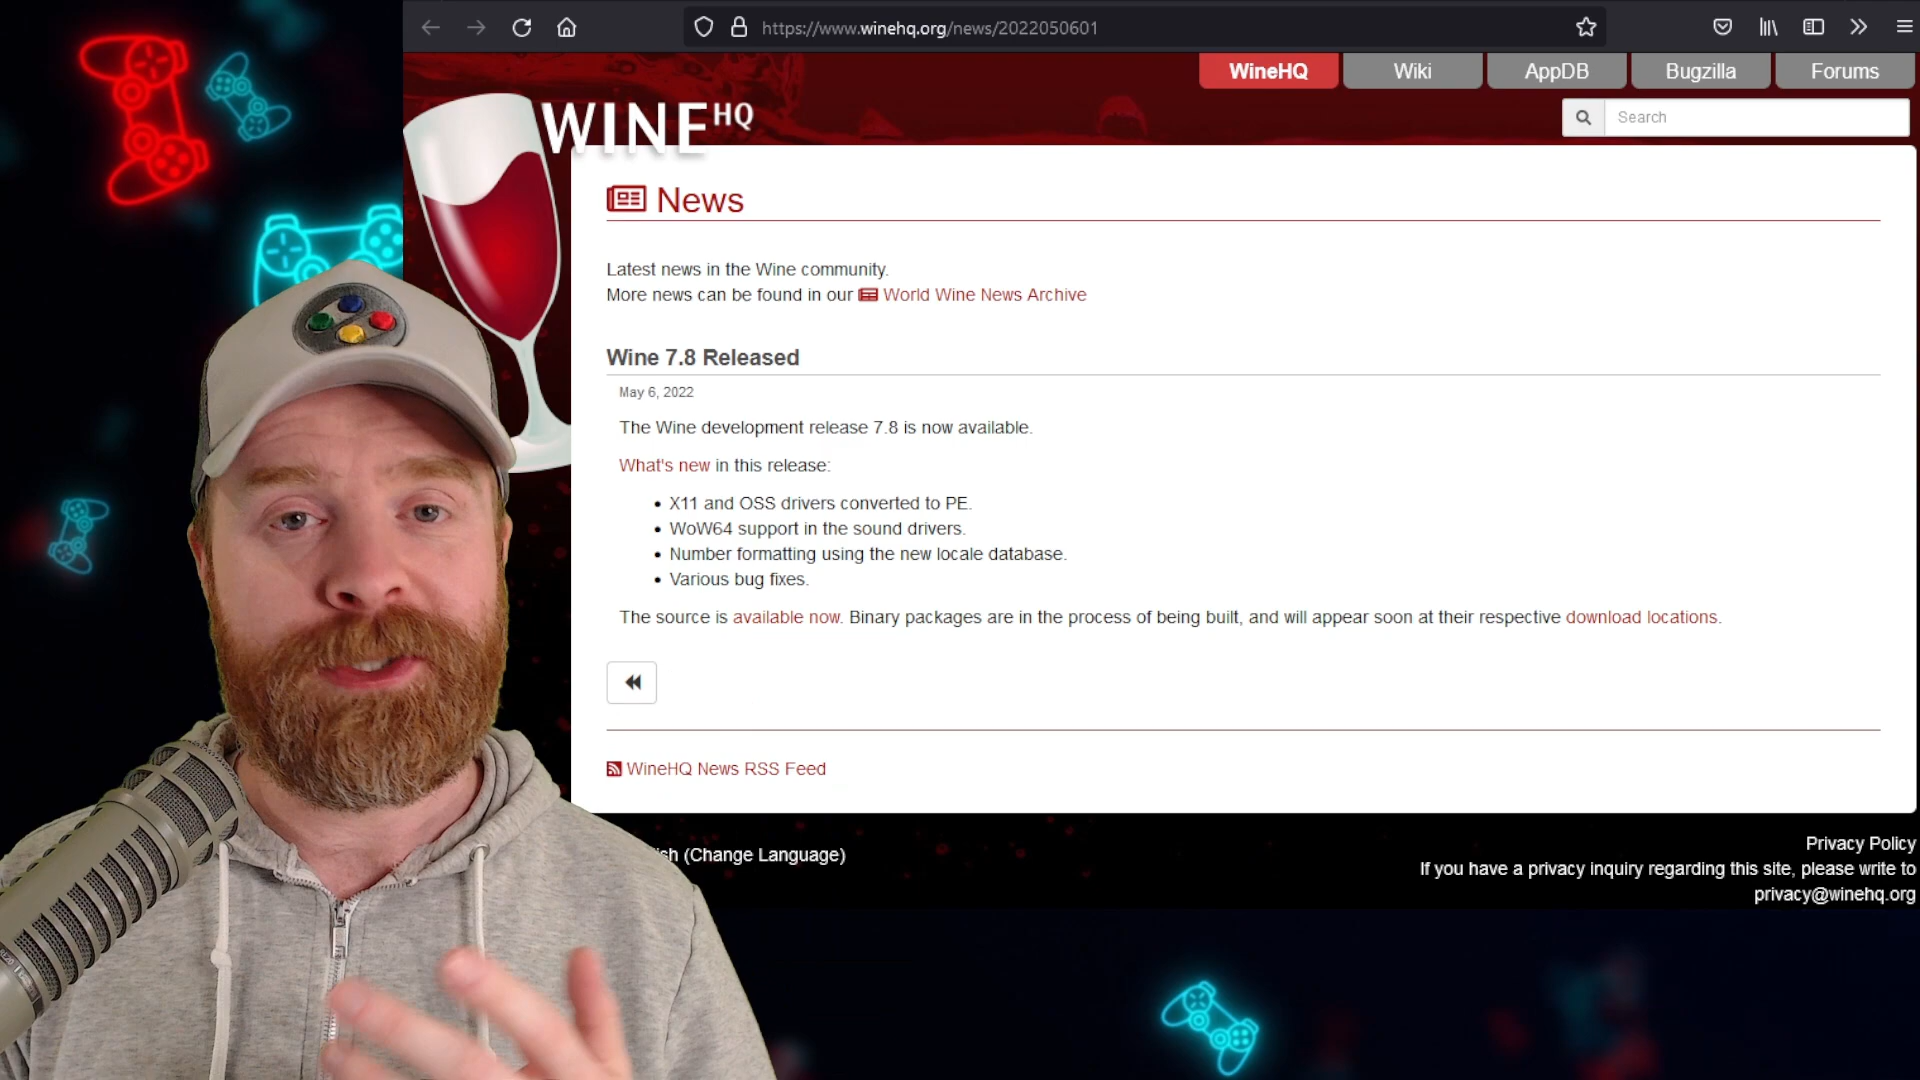 https://www.winehq.org/news/2022050601
WineHQ
Wiki
AppDB
Bugzilla
Forums
WINE HQ
Search
News
Latest news in the Wine community.
More news can be found in our World Wine News Archive
Wine 7.8 Released
May 6, 2022
The Wine development release 7.8 is now available.
What's new in this release:
• X11 and OSS drivers converted to PE.
• WoW64 support in the sound drivers.
• Number formatting using the new locale database.
• Various bug fixes.
The source is available now. Binary packages are in the process of being built, and will appear soon at their respective download locations.
WineHQ News RSS Feed
(Change Language)
Privacy Policy
If you have a privacy inquiry regarding this site, please write to
privacy@winehq.org